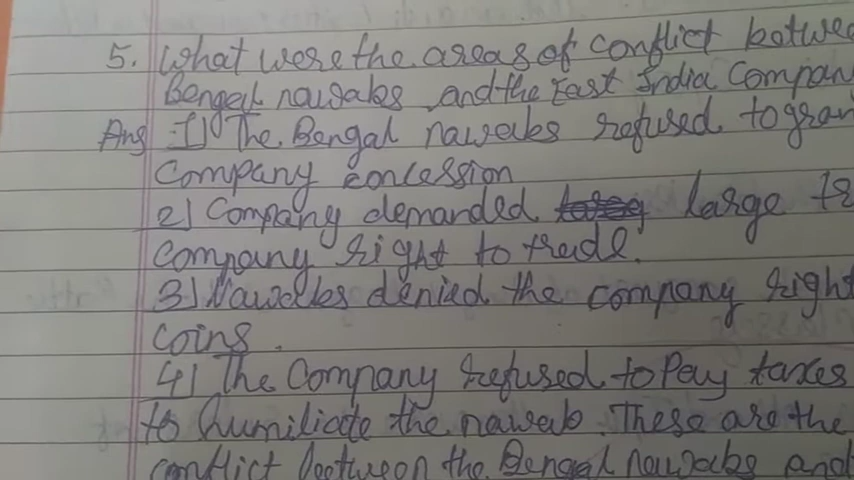 5. What were the areas of conflict betwee
Bengal nawabs and the East India Compan
Ans 1) The Bengal nawabs refused to gran
Company concession
2) Company demanded large tr
company right to trade.
3) Nawabs denied the company right
coins.
4) The Company refused to Pay taxes
to humiliate the nawab. These are the
conflict between the Bengal nawabs and